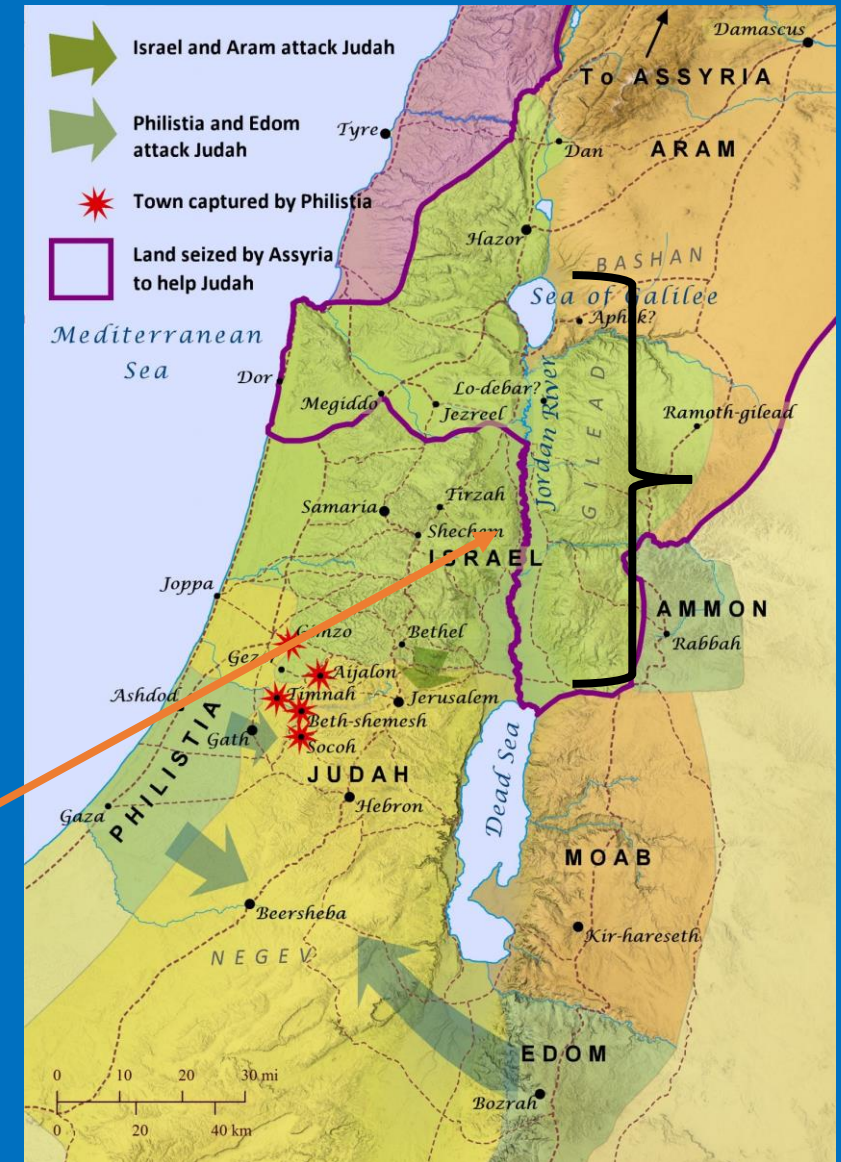 Israel and Aram attack Judah
Philistia and Edom
attack Judah
Town captured by Philistia
Land seized by Assyria
to help Judah
Damascus
To ASSYRIA
Tyre
Dan
ARAM
Hazor
BASHAN
Sea of Galilee
Aphek?
Mediterranean
Sea
Dor
Megiddo
Lo-debar?
Jezreel
Jordan River
GILEAD
Ramoth-gilead
Samaria
Tirzah
Shechem
ISRAEL
Joppa
AMMON
Rabbah
Gimzo
Bethel
Gezer
Aijalon
Ashdod
Timnah
Jerusalem
Beth-shemesh
Gath
Socoh
PHILISTIA
JUDAH
Dead Sea
Gaza
Hebron
MOAB
Beersheba
Kir-hareseth
NEGEV
EDOM
Bozrah
0 10 20 30 mi
0 20 40 km